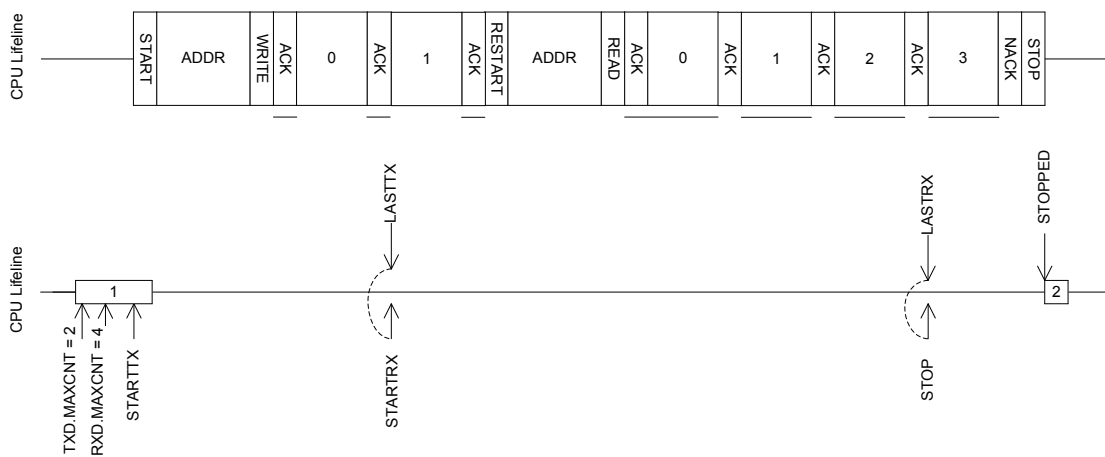 CPU Lifeline
START
ADDR
WRITE
ACK
0
ACK
1
ACK
RESTART
ADDR
READ
ACK
0
ACK
1
ACK
2
ACK
3
NACK
STOP
CPU Lifeline
1
TXD.MAXCNT = 2
RXD.MAXCNT = 4
STARTTX
LASTTX
STARTRX
LASTRX
STOP
STOPPED
2